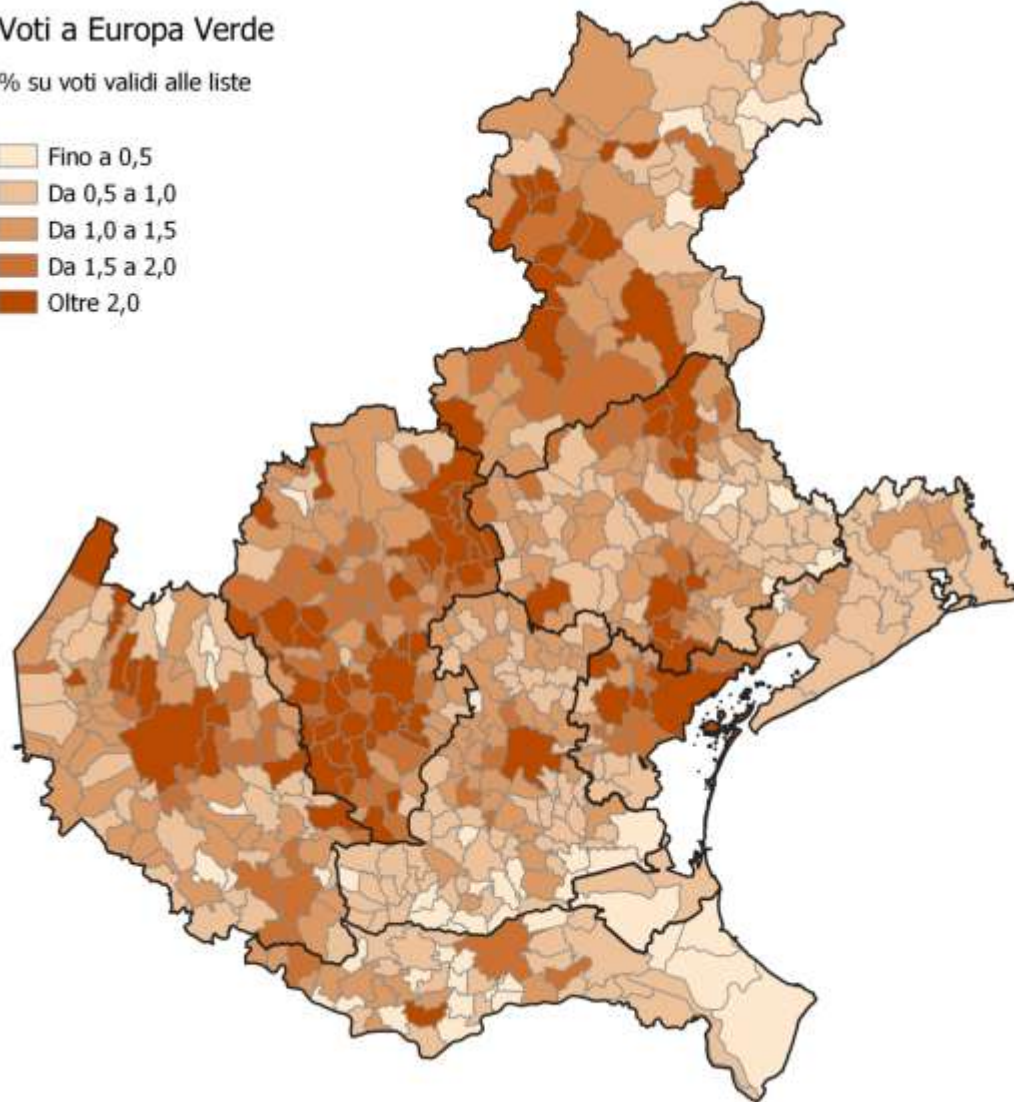 Voti a Europa Verde
% su voti validi alle liste
Fino a 0,5
Da 0,5 a 1,0
Da 1,0 a 1,5
Da 1,5 a 2,0
Oltre 2,0